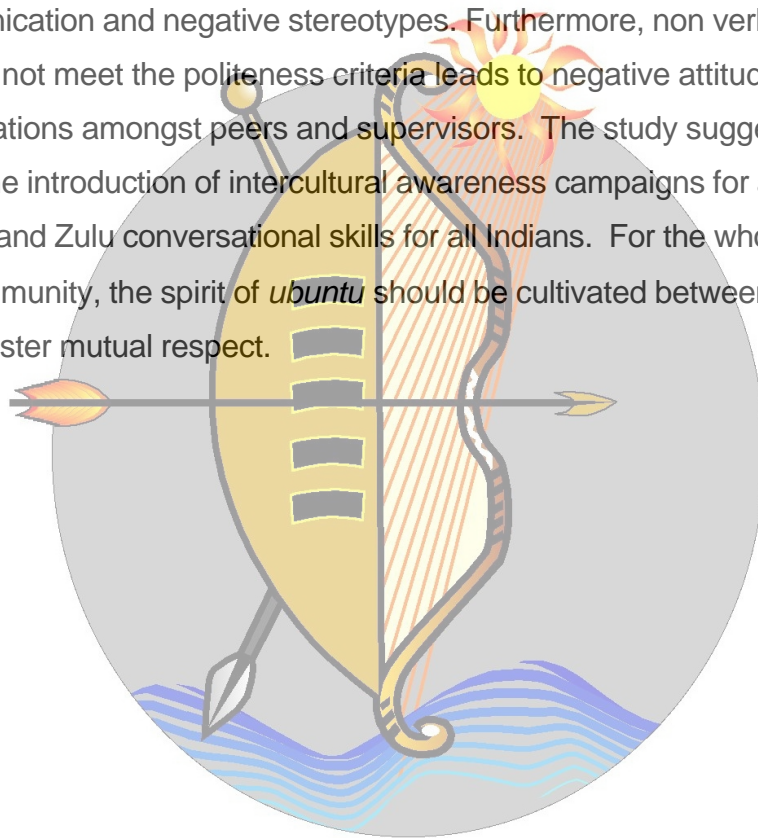 nication and negative stereotypes. Furthermore, non verl
not meet the politeness criteria leads to negative attitud
ations amongst peers and supervisors. The study sugge
e introduction of intercultural awareness campaigns for a
and Zulu conversational skills for all Indians. For the who
munity, the spirit of ubuntu should be cultivated between
ster mutual respect.